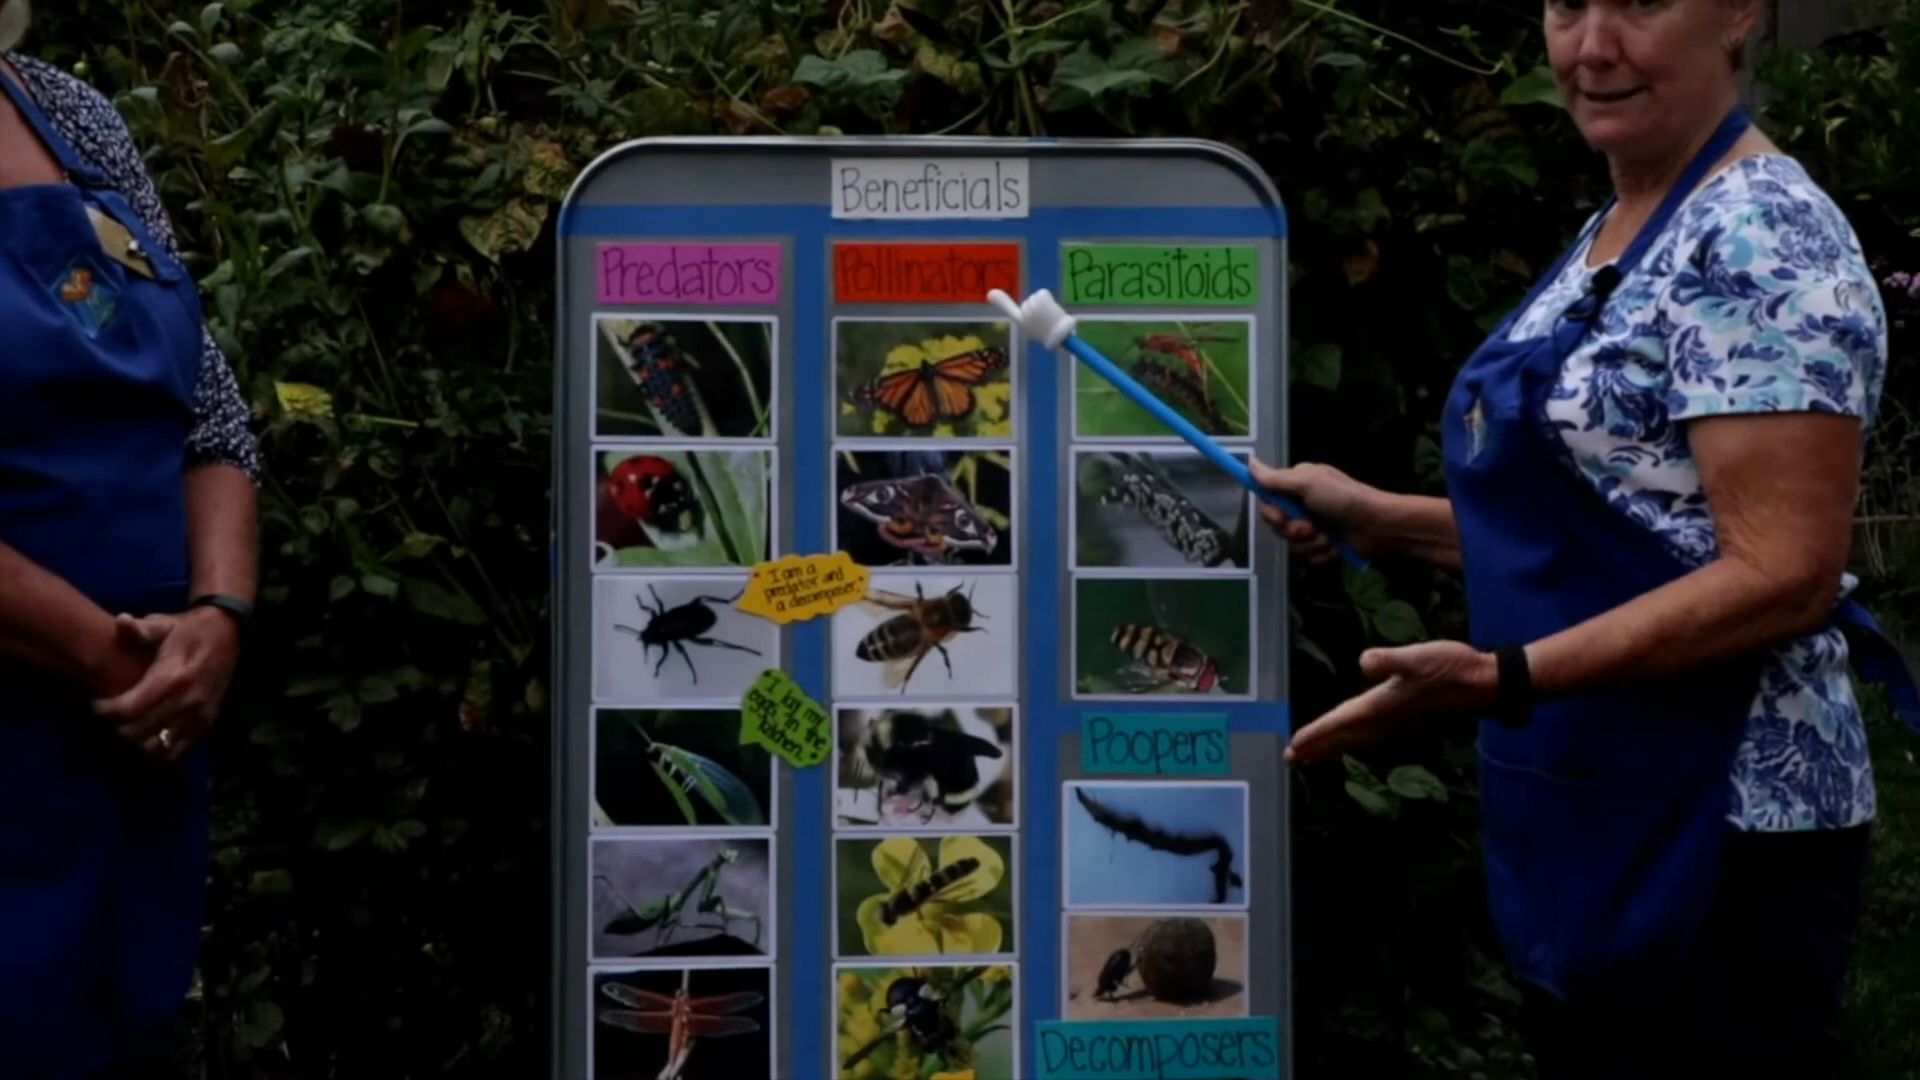 Beneficials
Predators
Pollinators
Parasitoids
"I am a
predator and
a decomposer."
"I lay my
eggs in the
kitchen."
Poopers
Decomposers